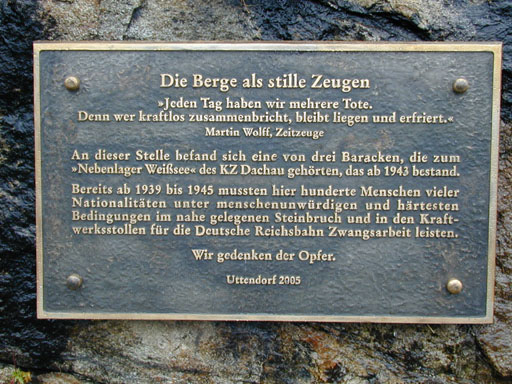 Die Berge als stille Zeugen
»Jeden Tag haben wir mehrere Tote.
Denn wer kraftlos zusammenbricht, bleibt liegen und erfriert.«
Martin Wolff, Zeitzeuge
An dieser Stelle befand sich eine von drei Baracken, die zum
»Nebenlager Weißsee« des KZ Dachau gehörten, das ab 1943 bestand.
Bereits ab 1939 bis 1945 mussten hier hunderte Menschen vieler
Nationalitäten unter menschenunwürdigen und härtesten
Bedingungen im nahe gelegenen Steinbruch und in den Kraft-
werksstollen für die Deutsche Reichsbahn Zwangsarbeit leisten.
Wir gedenken der Opfer.
Uttendorf 2005